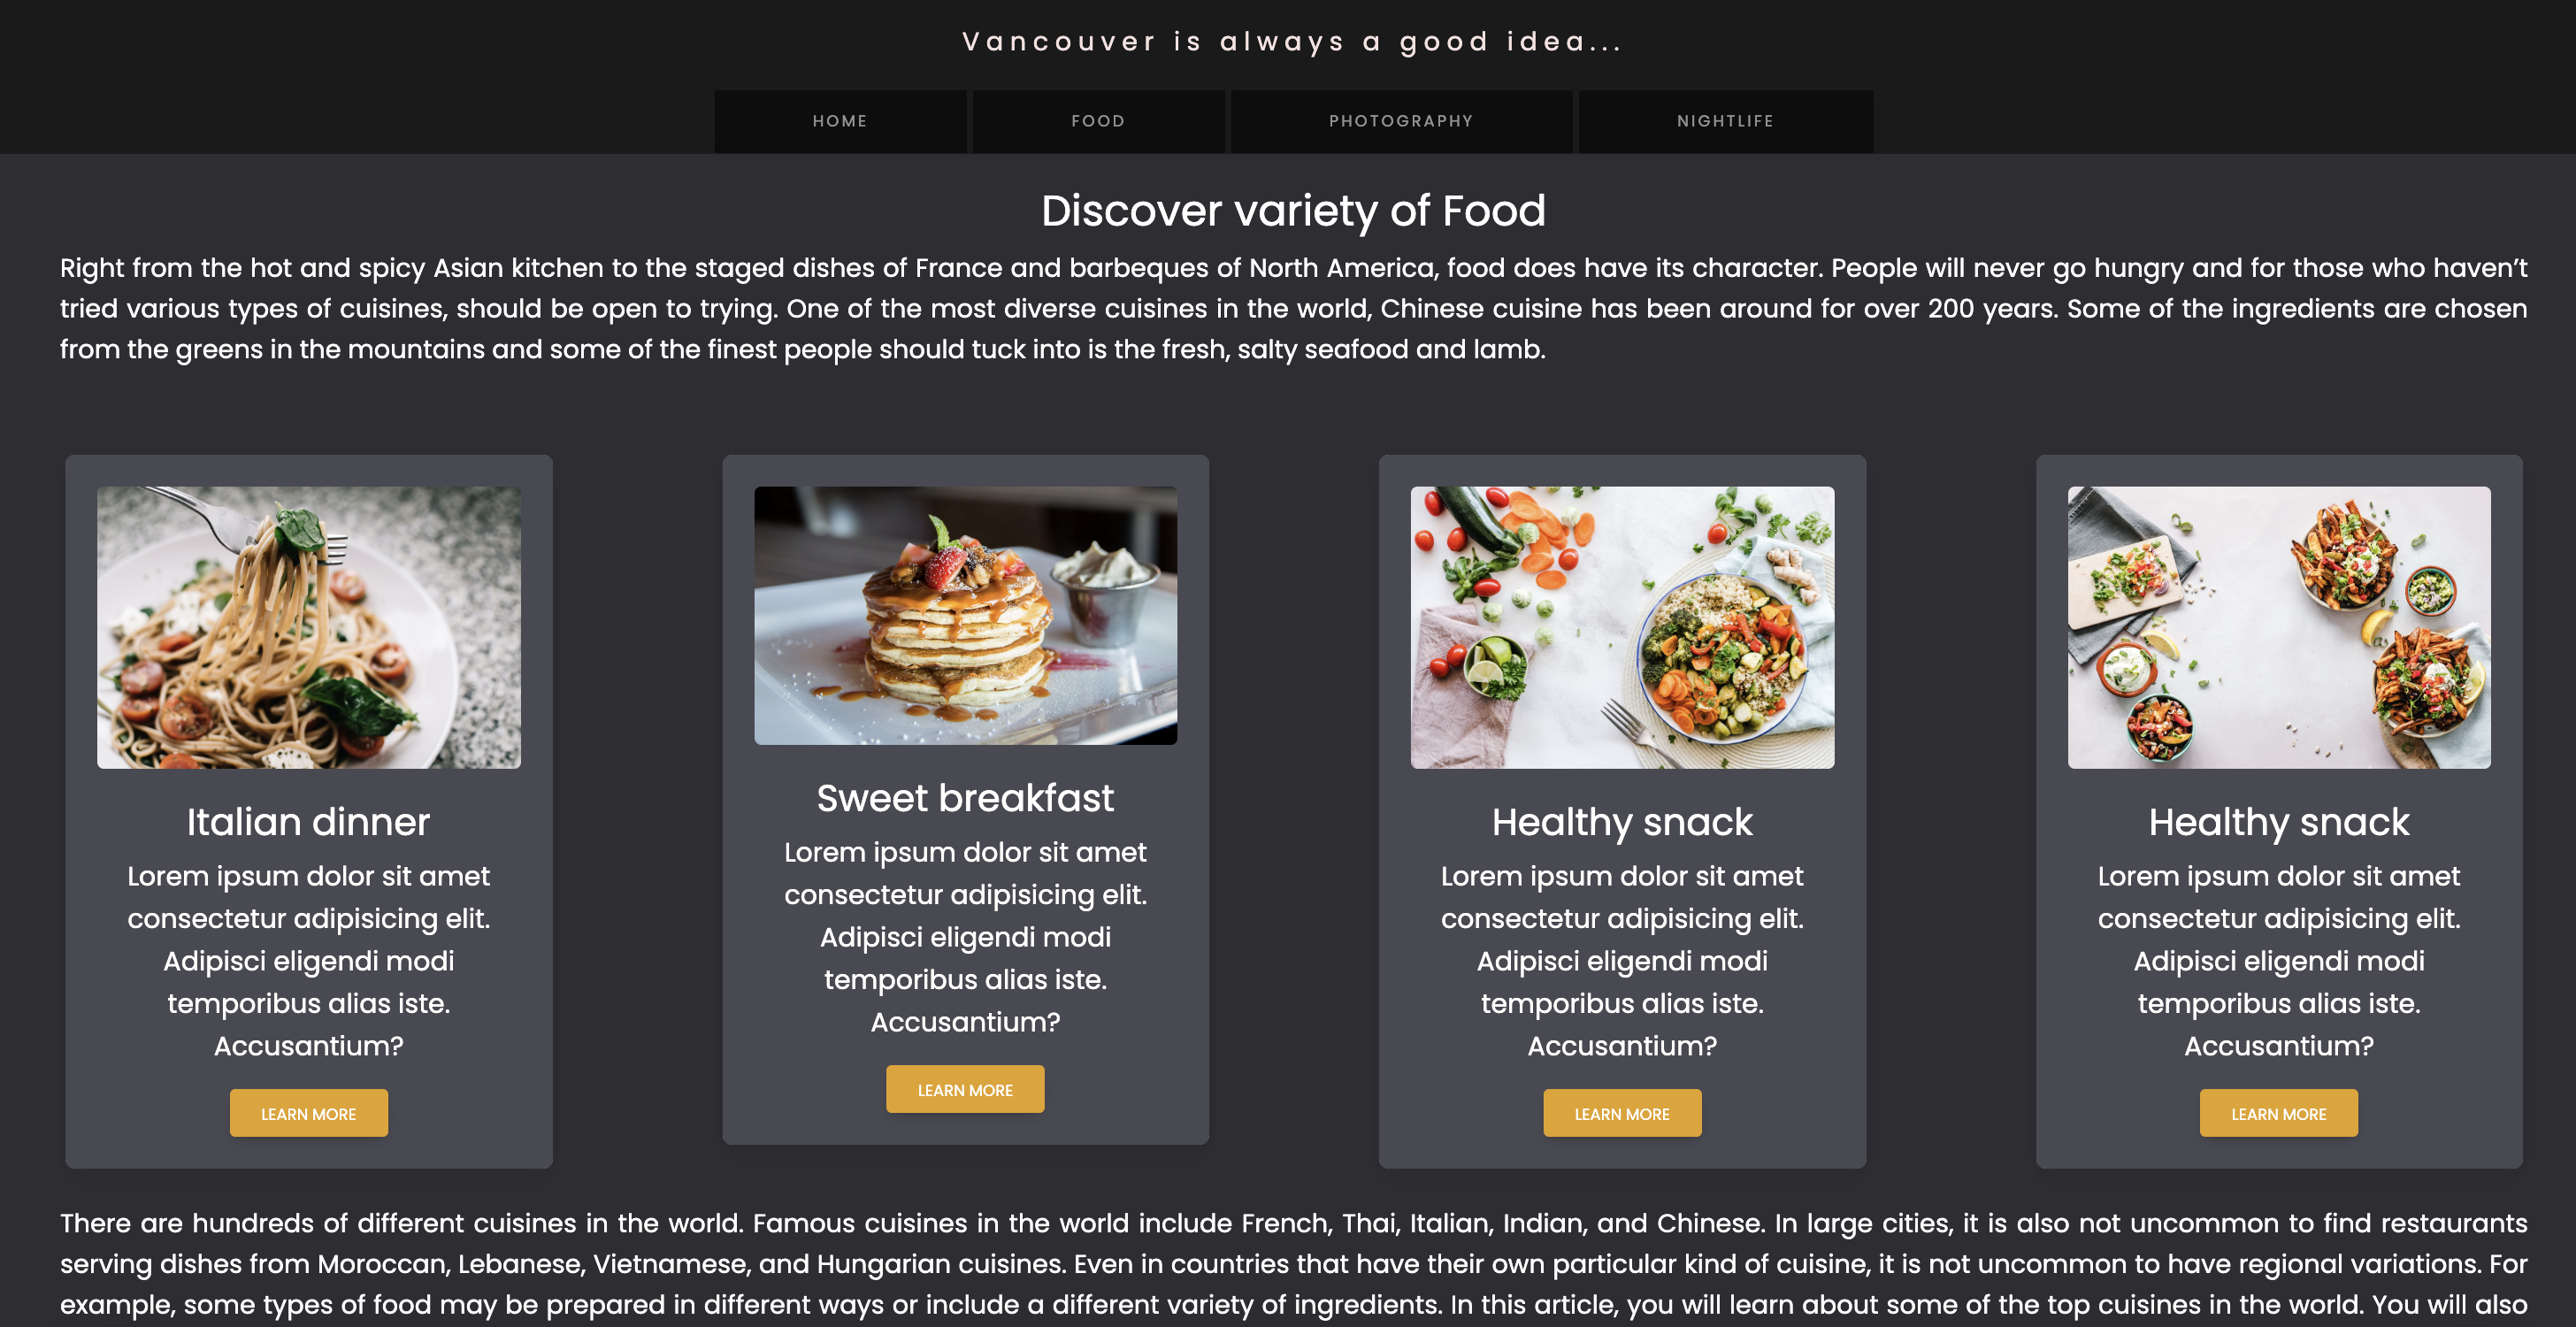 Vancouver is always a good idea...
HOME FOOD PHOTOGRAPHY NIGHTLIFE
Discover variety of Food
Right from the hot and spicy Asian kitchen to the staged dishes of France and barbeques of North America, food does have its character. People will never go hungry and for those who haven’t
tried various types of cuisines, should be open to trying. One of the most diverse cuisines in the world, Chinese cuisine has been around for over 200 years. Some of the ingredients are chosen
from the greens in the mountains and some of the finest people should tuck into is the fresh, salty seafood and lamb.
Italian dinner
Lorem ipsum dolor sit amet
consectetur adipisicing elit.
Adipisci eligendi modi
temporibus alias iste.
Accusantium?
LEARN MORE
Sweet breakfast
Lorem ipsum dolor sit amet
consectetur adipisicing elit.
Adipisci eligendi modi
temporibus alias iste.
Accusantium?
LEARN MORE
Healthy snack
Lorem ipsum dolor sit amet
consectetur adipisicing elit.
Adipisci eligendi modi
temporibus alias iste.
Accusantium?
LEARN MORE
Healthy snack
Lorem ipsum dolor sit amet
consectetur adipisicing elit.
Adipisci eligendi modi
temporibus alias iste.
Accusantium?
LEARN MORE
There are hundreds of different cuisines in the world. Famous cuisines in the world include French, Thai, Italian, Indian, and Chinese. In large cities, it is also not uncommon to find restaurants
serving dishes from Moroccan, Lebanese, Vietnamese, and Hungarian cuisines. Even in countries that have their own particular kind of cuisine, it is not uncommon to have regional variations. For
example, some types of food may be prepared in different ways or include a different variety of ingredients. In this article, you will learn about some of the top cuisines in the world. You will also